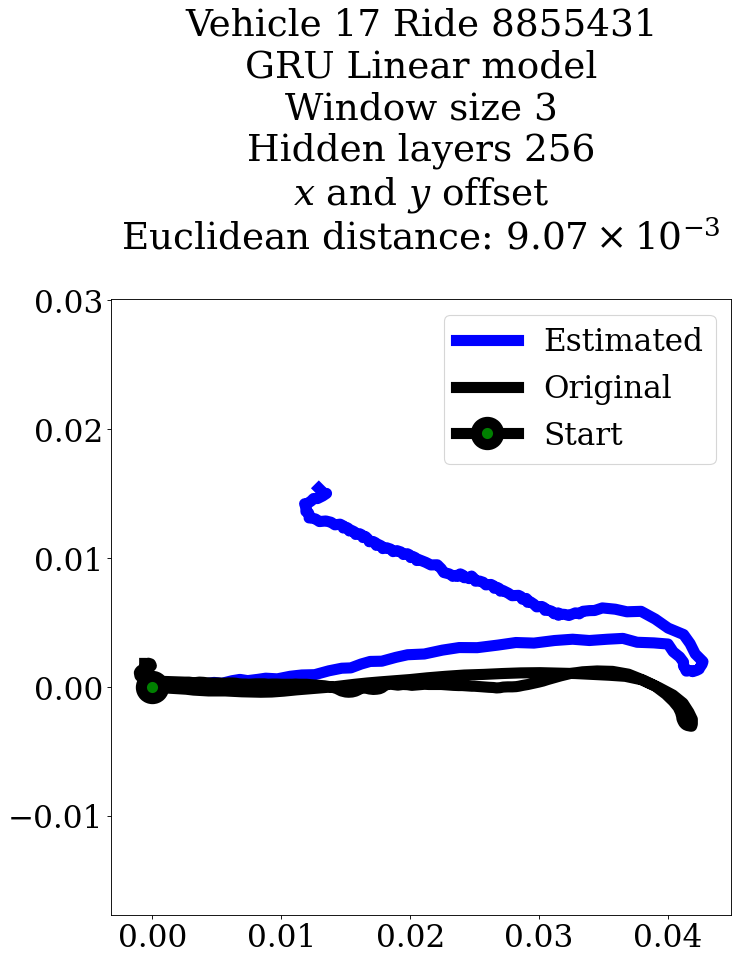 Vehicle 17 Ride 8855431
GRU Linear model
Window size 3
Hidden layers 256
x and y offset
Euclidean distance: 9.07 × 10⁻³
0.03
0.02
0.01
0.00
−0.01
Estimated
Original
Start
0.00 0.01 0.02 0.03 0.04